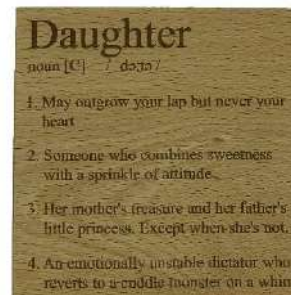 Daughter
noun [C]
1. May outgrow your lap but never your
heart
2. Someone who combines sweetness
with a sprinkle of attitude.
3. Her mother's treasure and her father's
little princess. Except when she's not.
4. An emotionally unstable dictator who
reverts to a cuddle monster on a whim